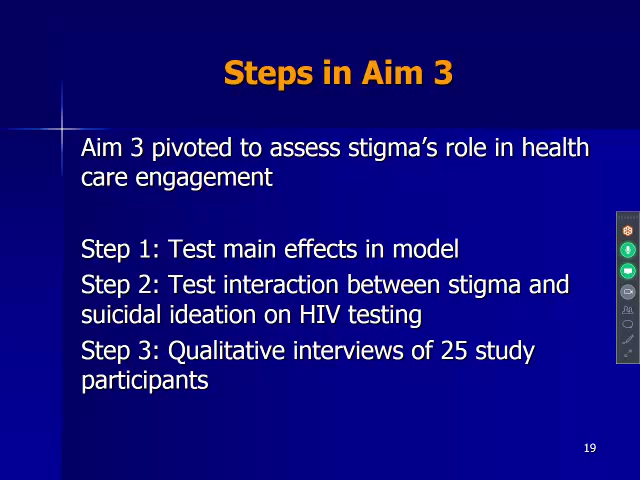 Steps in Aim 3
Aim 3 pivoted to assess stigma's role in health
care engagement
Step 1: Test main effects in model
Step 2: Test interaction between stigma and
suicidal ideation on HIV testing
Step 3: Qualitative interviews of 25 study
participants
19